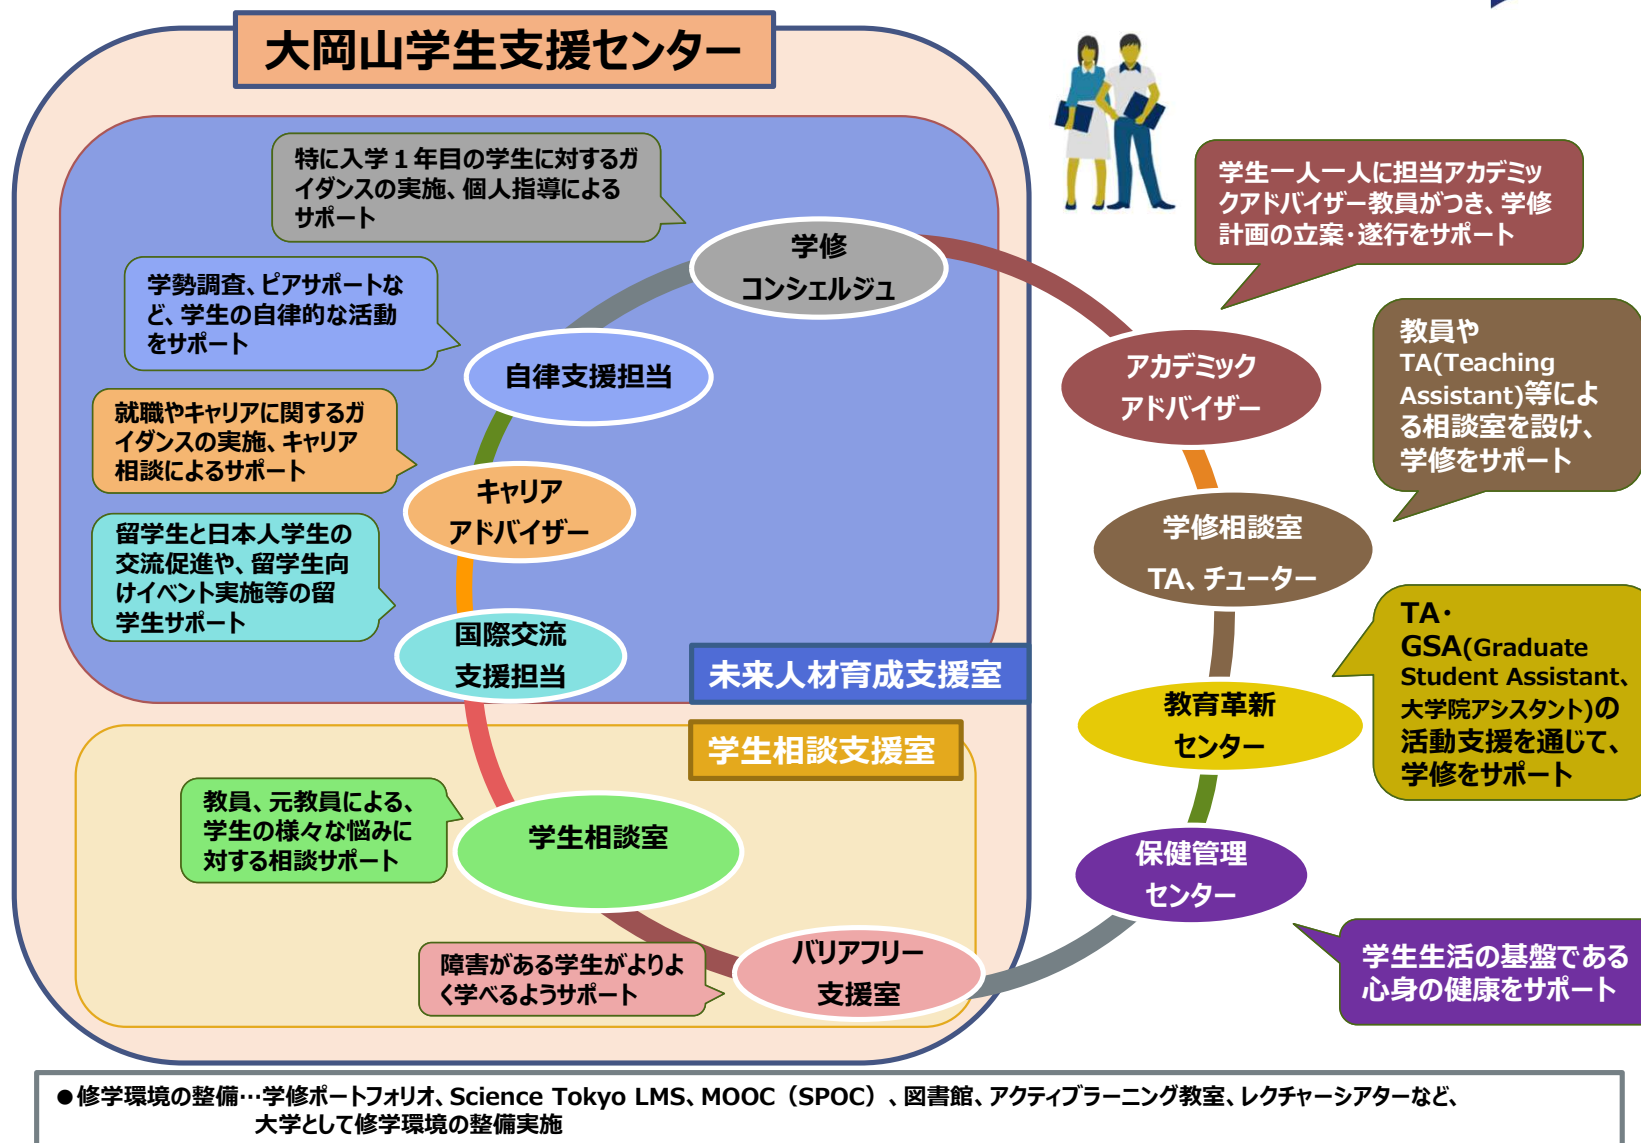 大岡山学生支援センター
特に入学１年目の学生に対するガ
イダンスの実施、個人指導による
サポート
学修
コンシェルジュ
学勢調査、ピアサポートな
ど、学生の自律的な活動
をサポート
自律支援担当
就職やキャリアに関するガ
イダンスの実施、キャリア
相談によるサポート
キャリア
アドバイザー
留学生と日本人学生の
交流促進や、留学生向
けイベント実施等の留
学生サポート
国際交流
支援担当
未来人材育成支援室
学生相談支援室
教員、元教員による、
学生の様々な悩みに
対する相談サポート
学生相談室
障害がある学生がよりよ
く学べるようサポート
バリアフリー
支援室
学生一人一人に担当アカデミッ
クアドバイザー教員がつき、学修
計画の立案・遂行をサポート
アカデミック
アドバイザー
教員や
TA(Teaching
Assistant)等によ
る相談室を設け、
学修をサポート
学修相談室
TA、チューター
TA・
GSA(Graduate
Student Assistant、
大学院アシスタント)の
活動支援を通じて、
学修をサポート
教育革新
センター
保健管理
センター
学生生活の基盤である
心身の健康をサポート
●修学環境の整備…学修ポートフォリオ、Science Tokyo LMS、MOOC（SPOC）、図書館、アクティブラーニング教室、レクチャーシアターなど、
大学として修学環境の整備実施